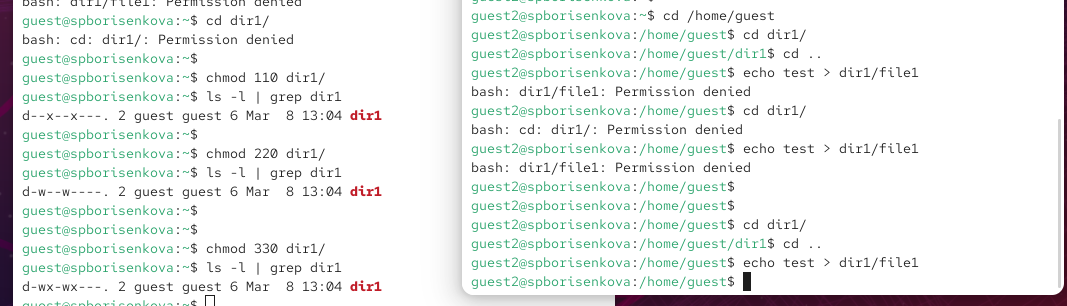 bash: dir1/file1: Permission denied
guest@spborisenkova:~$ cd dir1/
bash: cd: dir1/: Permission denied
guest@spborisenkova:~$
guest@spborisenkova:~$ chmod 110 dir1/
guest@spborisenkova:~$ ls -l | grep dir1
d--x--x---. 2 guest guest 6 Mar  8 13:04 dir1
guest@spborisenkova:~$
guest@spborisenkova:~$ chmod 220 dir1/
guest@spborisenkova:~$ ls -l | grep dir1
d-w--w----. 2 guest guest 6 Mar  8 13:04 dir1
guest@spborisenkova:~$
guest@spborisenkova:~$
guest@spborisenkova:~$ chmod 330 dir1/
guest@spborisenkova:~$ ls -l | grep dir1
d-wx-wx---. 2 guest guest 6 Mar  8 13:04 dir1
guest@spborisenkova:~$
guest2@spborisenkova:~$ cd /home/guest
guest2@spborisenkova:/home/guest$ cd dir1/
guest2@spborisenkova:/home/guest/dir1$ cd ..
guest2@spborisenkova:/home/guest$ echo test > dir1/file1
bash: dir1/file1: Permission denied
guest2@spborisenkova:/home/guest$ cd dir1/
bash: cd: dir1/: Permission denied
guest2@spborisenkova:/home/guest$ echo test > dir1/file1
bash: dir1/file1: Permission denied
guest2@spborisenkova:/home/guest$
guest2@spborisenkova:/home/guest$
guest2@spborisenkova:/home/guest$ cd dir1/
guest2@spborisenkova:/home/guest/dir1$ cd ..
guest2@spborisenkova:/home/guest$ echo test > dir1/file1
guest2@spborisenkova:/home/guest$